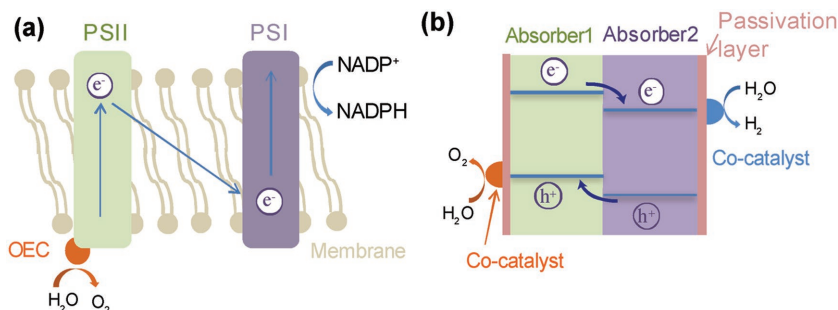 (a)
PSII
PSI
e-
e-
NADP+
NADPH
OEC
H2O
O2
Membrane
(b)
Absorber1
Absorber2
Passivation
layer
e-
e-
H2O
H2
Co-catalyst
O2
H2O
h+
h+
Co-catalyst